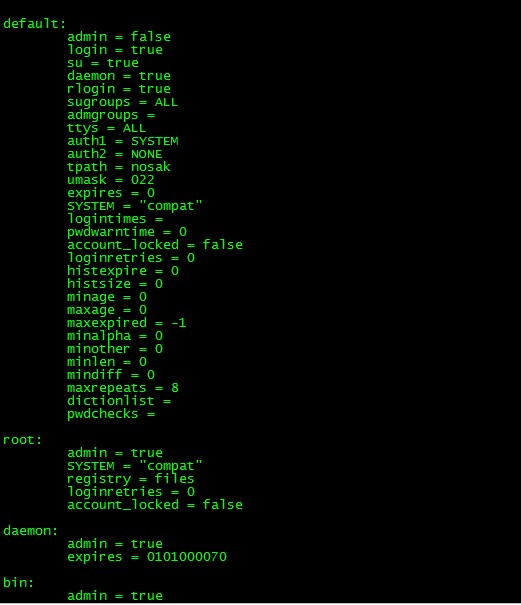 default:
admin = false
login = true
su = true
daemon = true
rlogin = true
sugroups = ALL
admgroups =
ttys = ALL
auth1 = SYSTEM
auth2 = NONE
tpath = nosak
umask = 022
expires = 0
SYSTEM = "compat"
logintimes =
pwdwarntime = 0
account_locked = false
loginretries = 0
histexpire = 0
histsize = 0
minage = 0
maxage = 0
maxexpired = -1
minalpha = 0
minother = 0
minlen = 0
mindiff = 0
maxrepeats = 8
dictionlist =
pwdchecks =
root:
admin = true
SYSTEM = "compat"
registry = files
loginretries = 0
account_locked = false
daemon:
admin = true
expires = 0101000070
bin:
admin = true